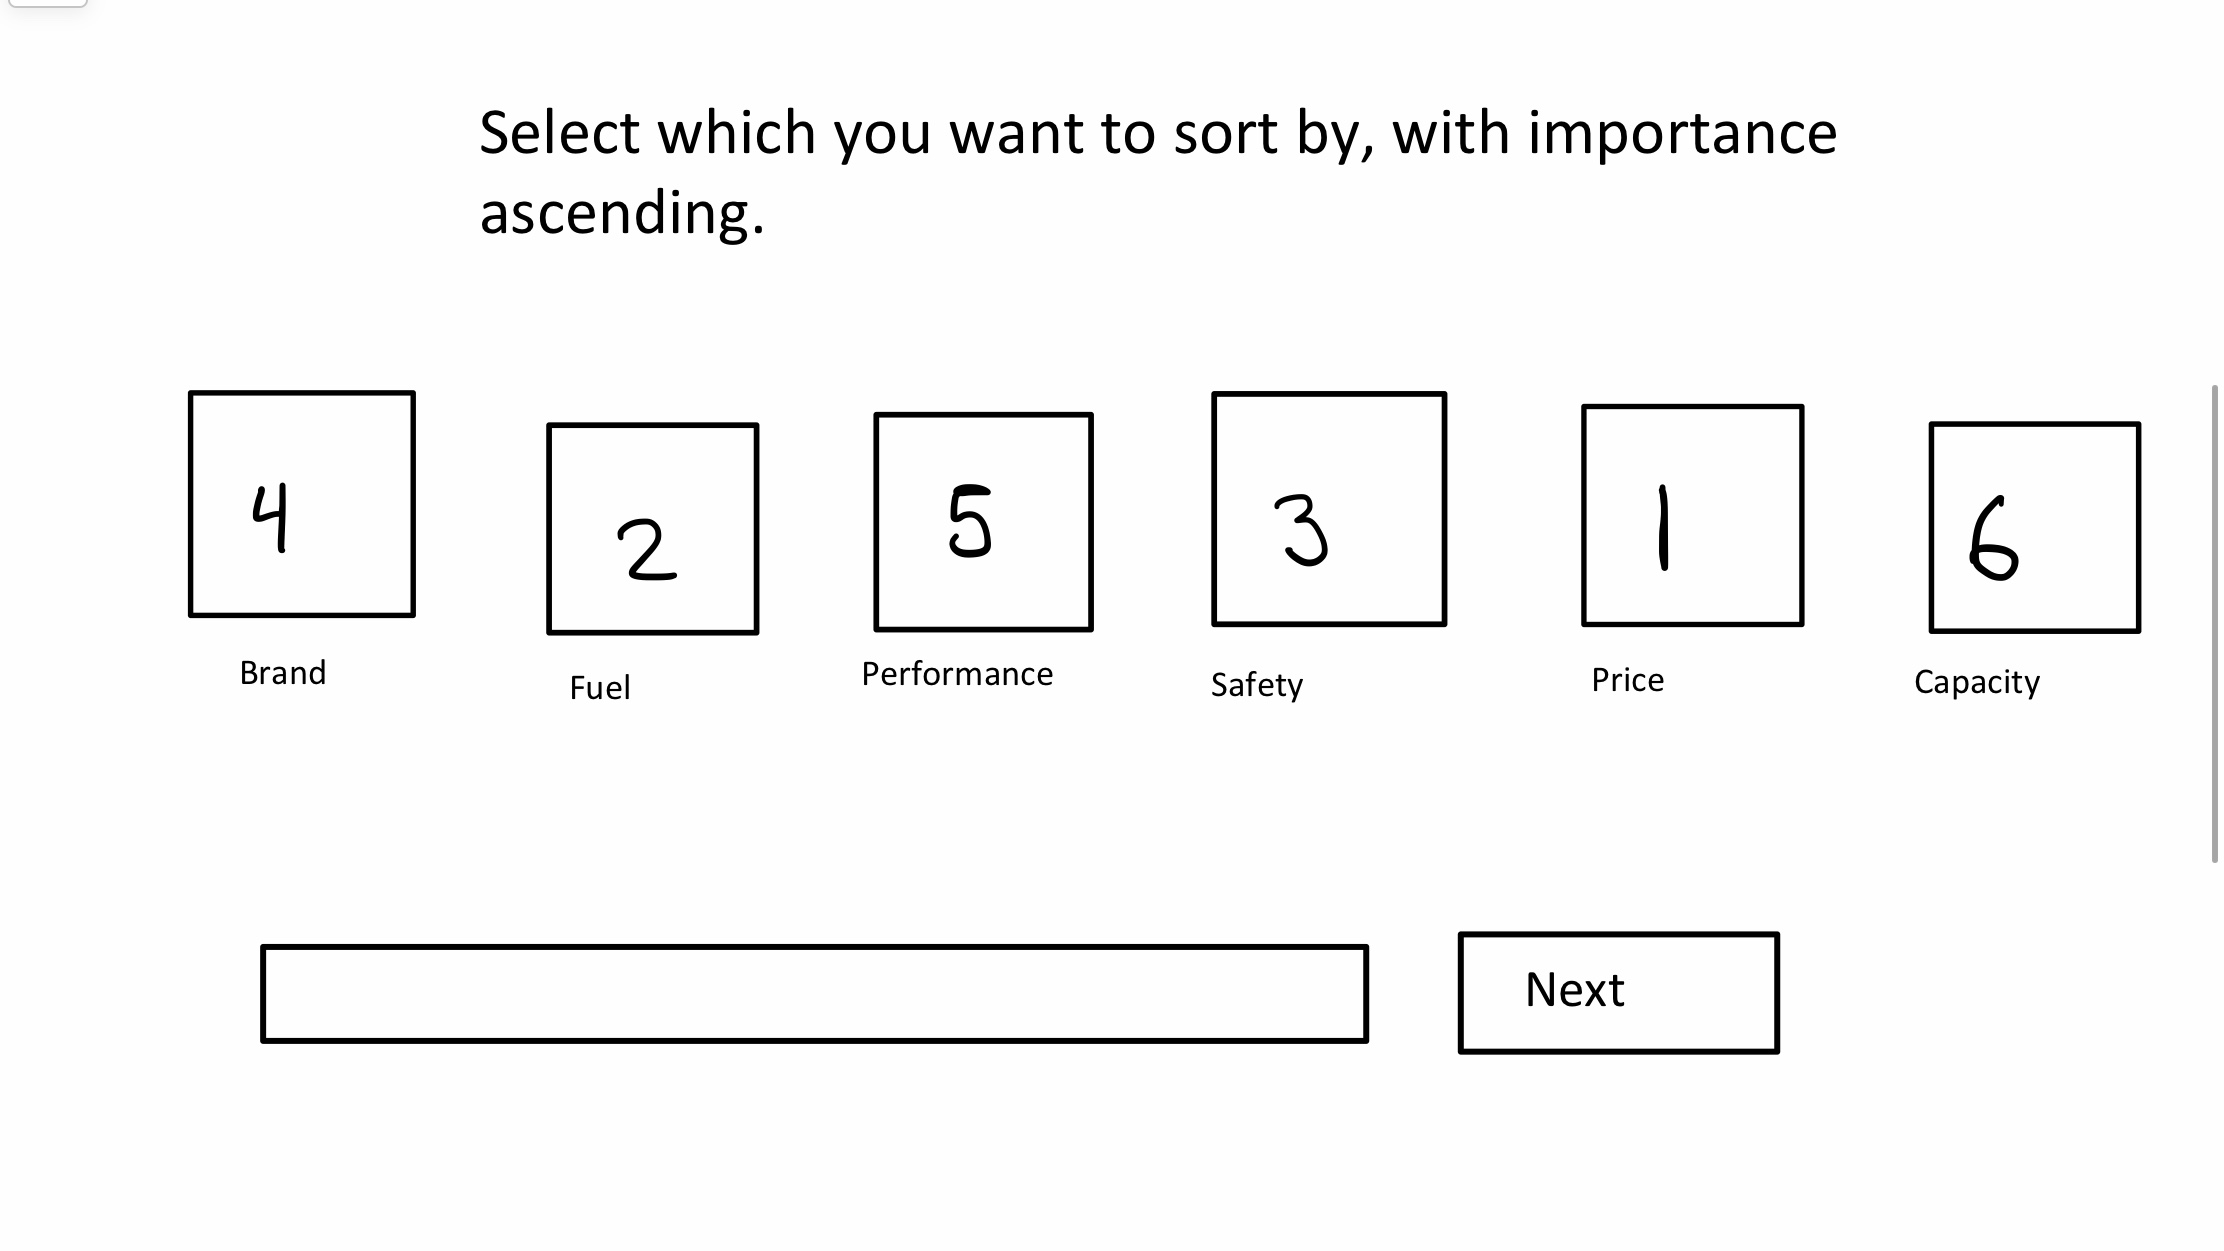 Select which you want to sort by, with importance
ascending.
4 2 5 3 1 6
Brand Fuel Performance Safety Price Capacity
Next